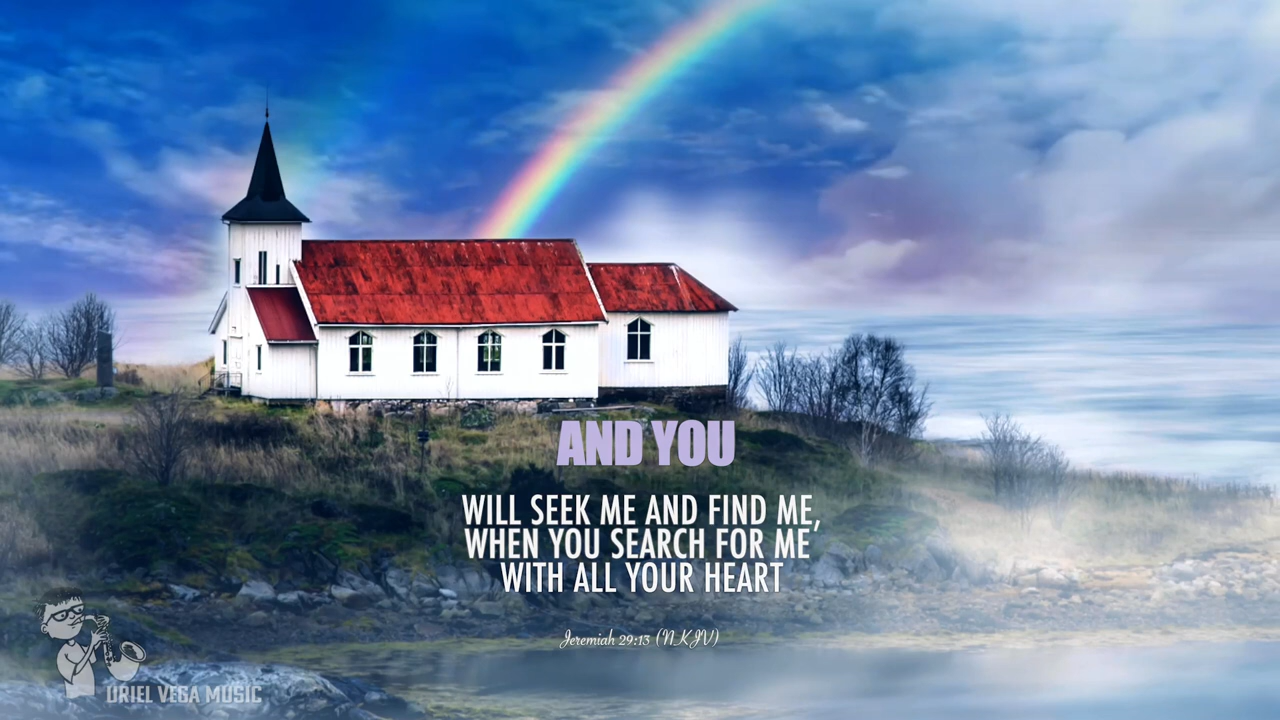 AND YOU
WILL SEEK ME AND FIND ME,
WHEN YOU SEARCH FOR ME
WITH ALL YOUR HEART
Jeremiah 29:13 (NKJV)
URIEL VEGA MUSIC